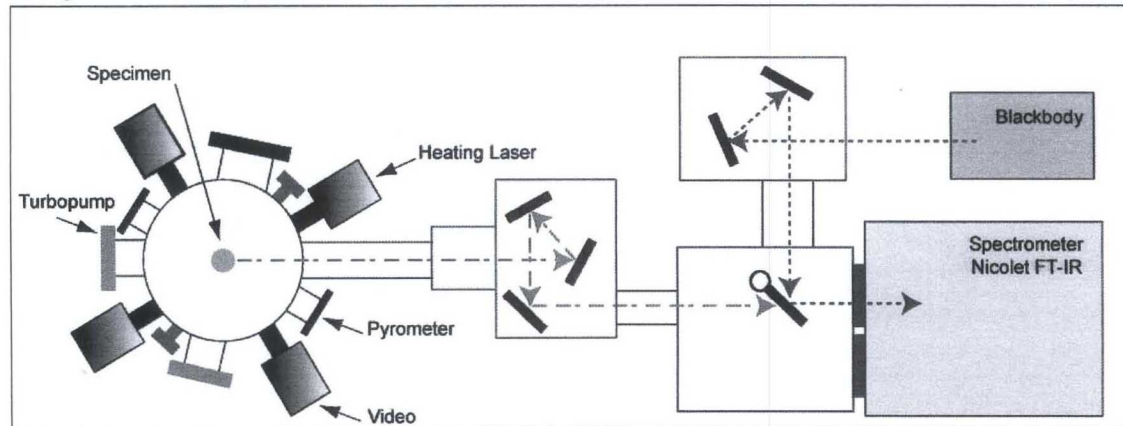 Specimen
Blackbody
Heating Laser
Turbopump
Spectrometer
Nicolet FT-IR
Pyrometer
Video